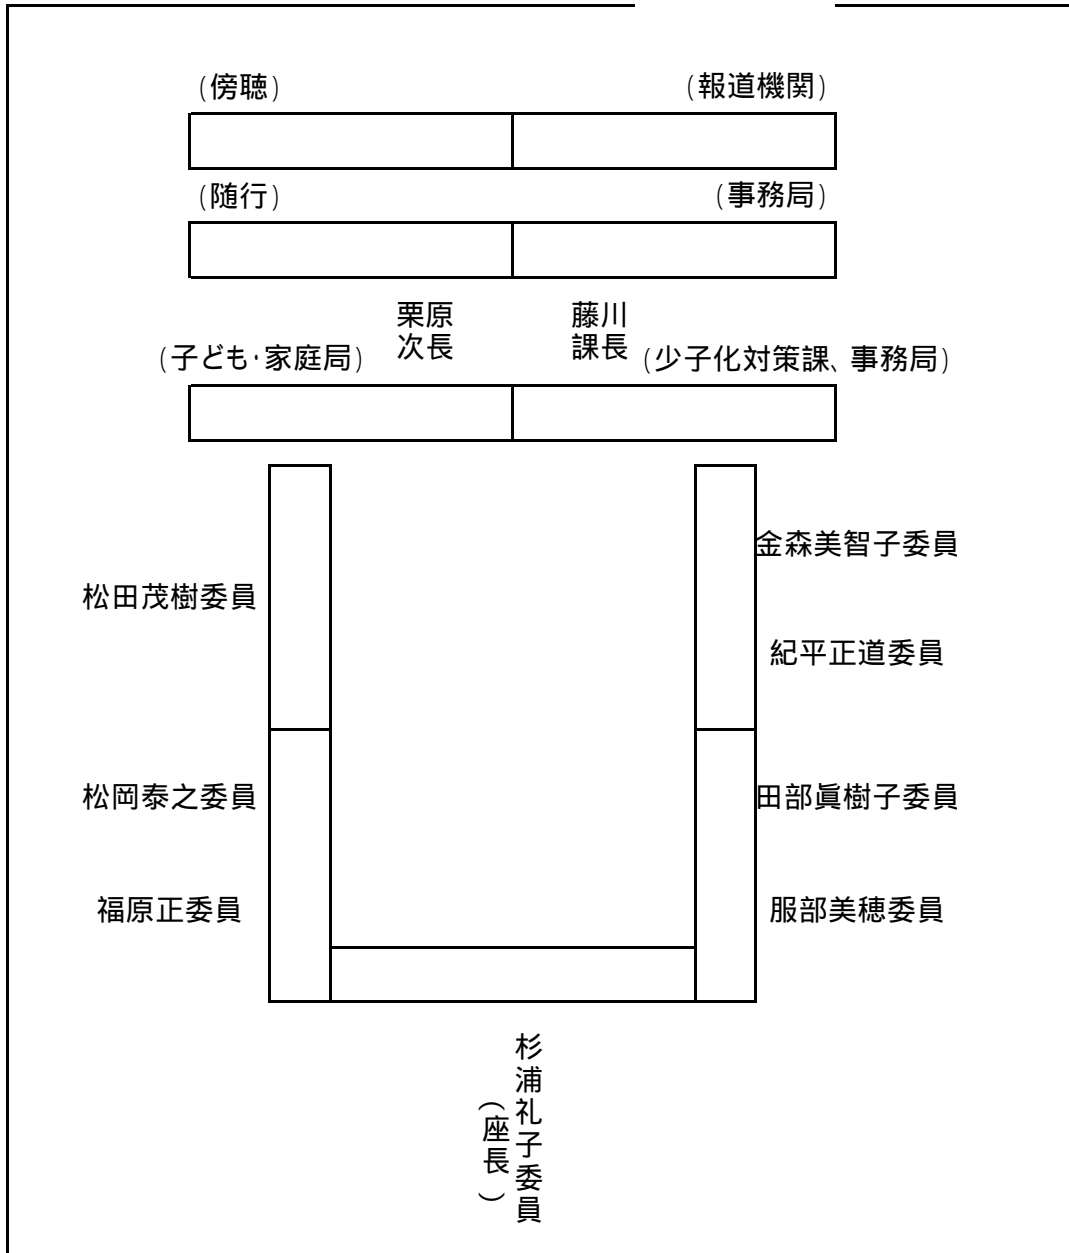 (傍聴)
(報道機関)
(随行)
(事務局)
栗原
次長
藤川
課長
(子ども・家庭局)
(少子化対策課、事務局)
金森美智子委員
松田茂樹委員
紀平正道委員
松岡泰之委員
田部眞樹子委員
福原正委員
服部美穂委員
杉浦礼子委員
(座長)